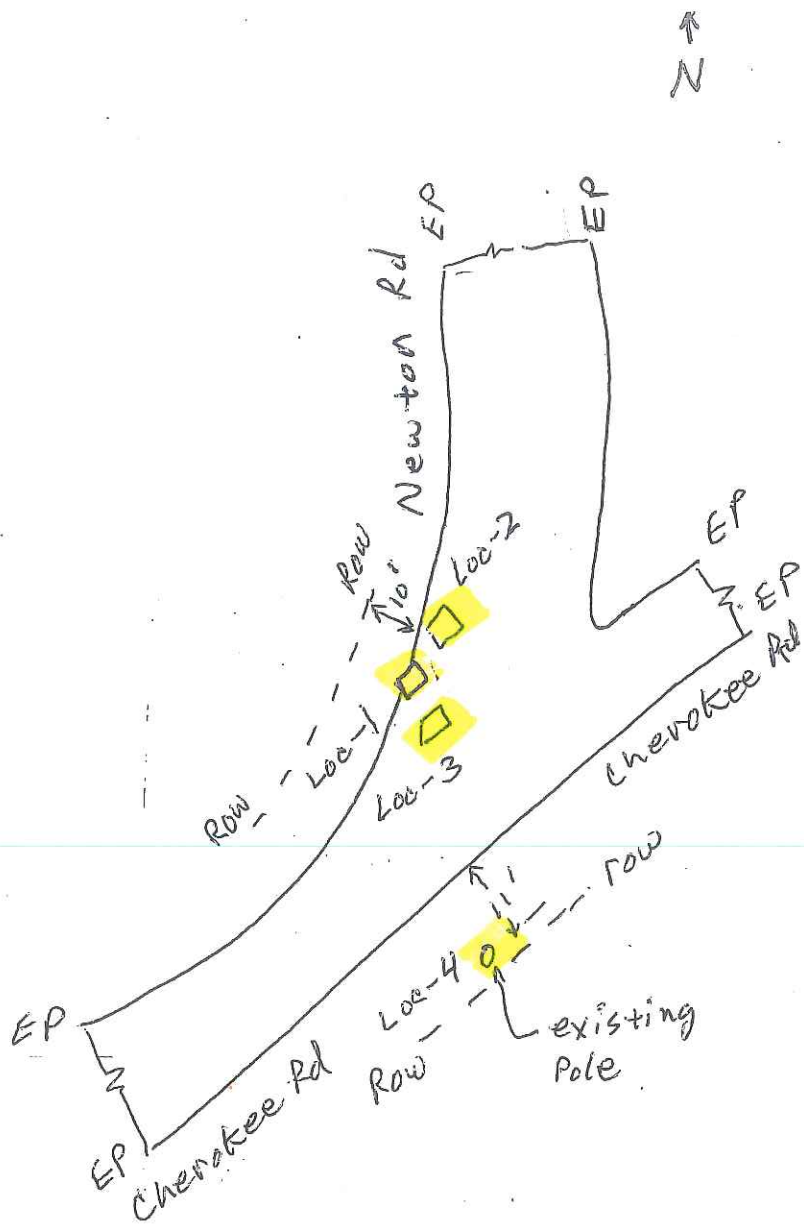 N
EP
EP
Newton Rd
Row
10'
Loc-2
EP
EP
Loc-1
Row
Loc-3
Cherokee Rd
row
11'
Loc-4
Row
existing
Pole
EP
EP
Cherokee Rd